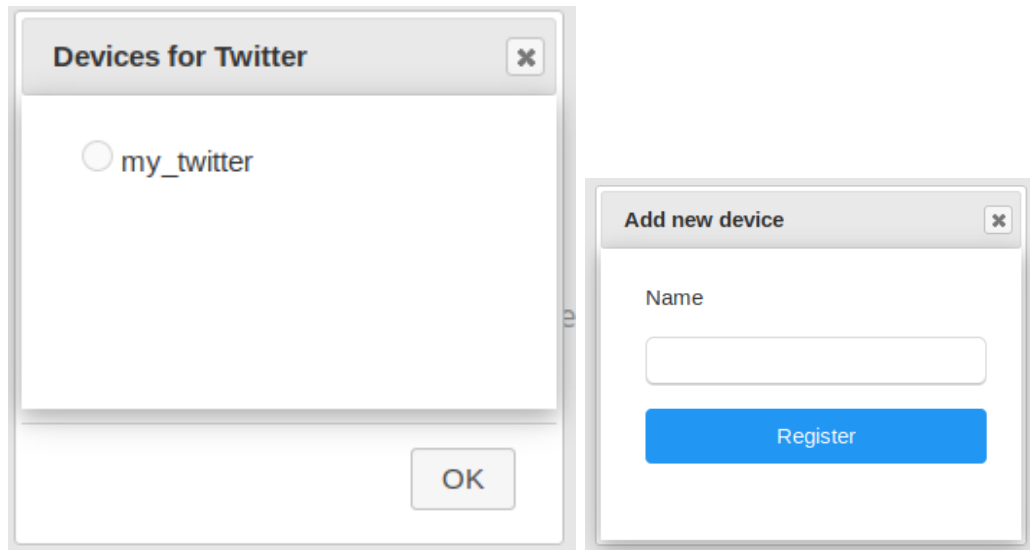 Devices for Twitter
my_twitter
e
OK
Add new device
Name
Register